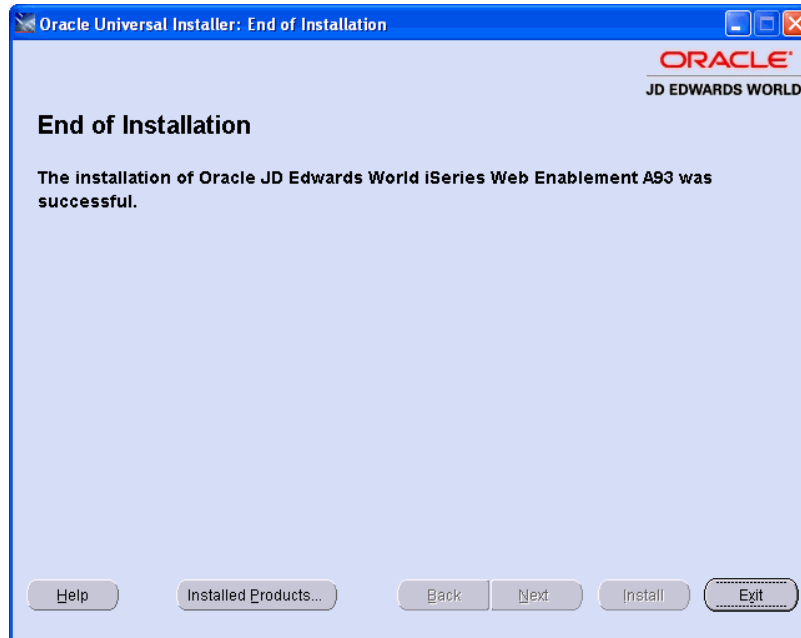 Oracle Universal Installer: End of Installation
ORACLE
JD EDWARDS WORLD
End of Installation
The installation of Oracle JD Edwards World iSeries Web Enablement A93 was
successful.
Help Installed Products... Back Next Install Exit